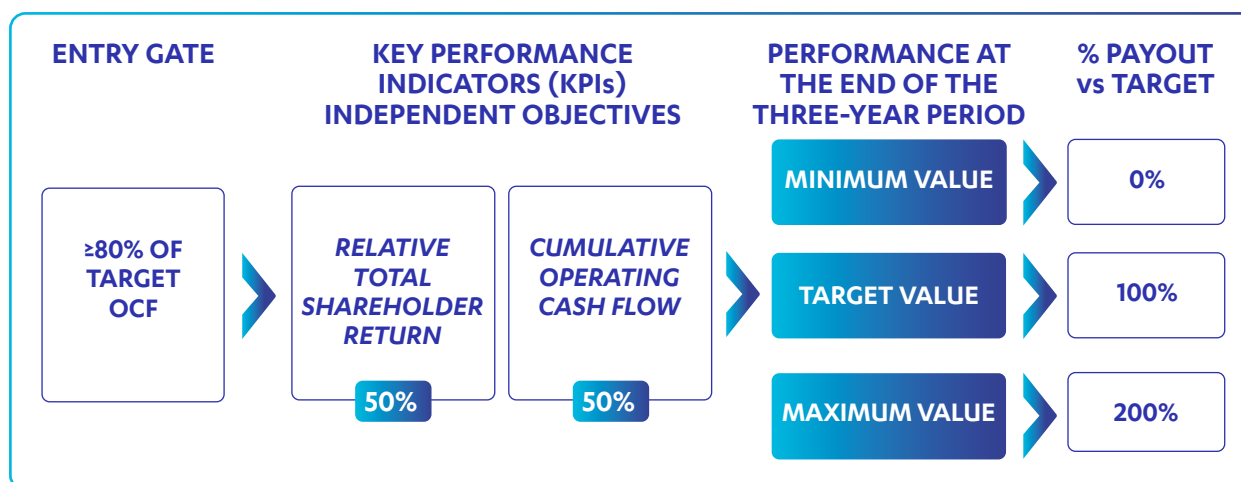 ENTRY GATE
KEY PERFORMANCE
INDICATORS (KPIs)
INDEPENDENT OBJECTIVES
PERFORMANCE AT
THE END OF THE
THREE-YEAR PERIOD
% PAYOUT
vs TARGET
≥80% OF
TARGET
OCF
RELATIVE
TOTAL
SHAREHOLDER
RETURN
50%
CUMULATIVE
OPERATING
CASH FLOW
50%
MINIMUM VALUE
0%
TARGET VALUE
100%
MAXIMUM VALUE
200%